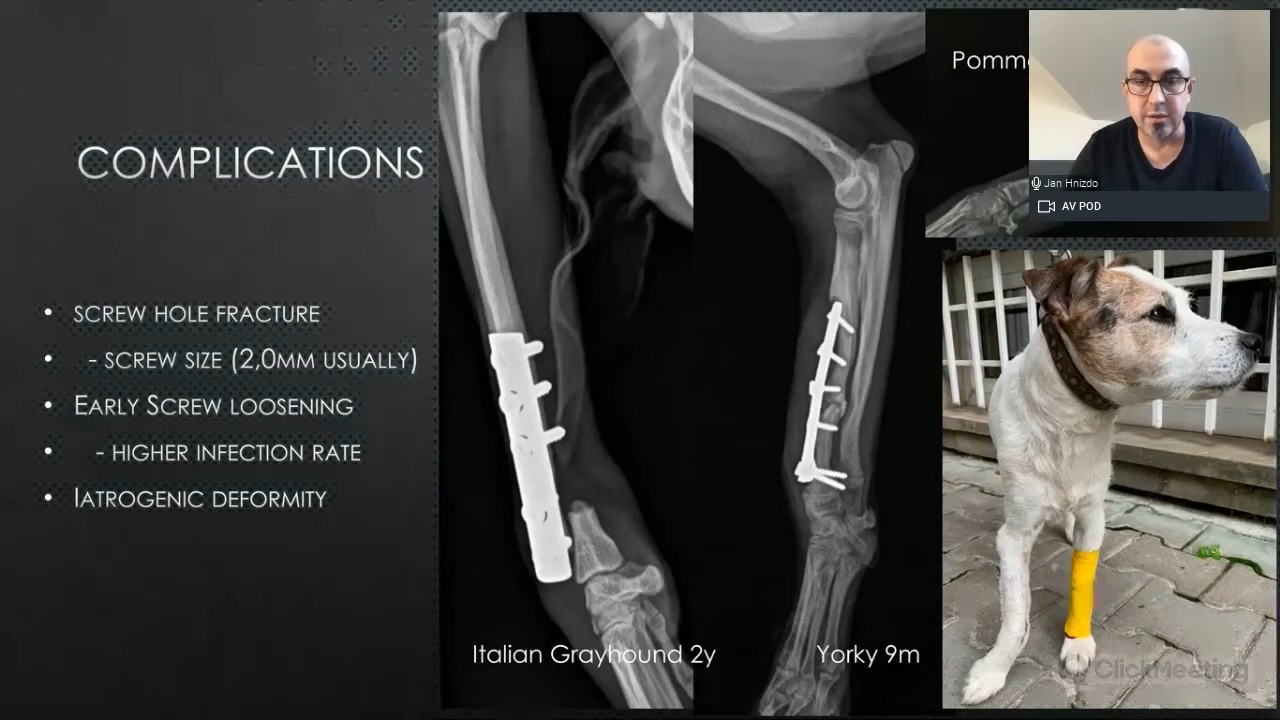 COMPLICATIONS
• SCREW HOLE FRACTURE
• - SCREW SIZE (2,0MM USUALLY)
• EARLY SCREW LOOSENING
• - HIGHER INFECTION RATE
• IATROGENIC DEFORMITY
Italian Grayhound 2y
Yorky 9m
Jan Hnizdo
AV POD
ClickMeeting